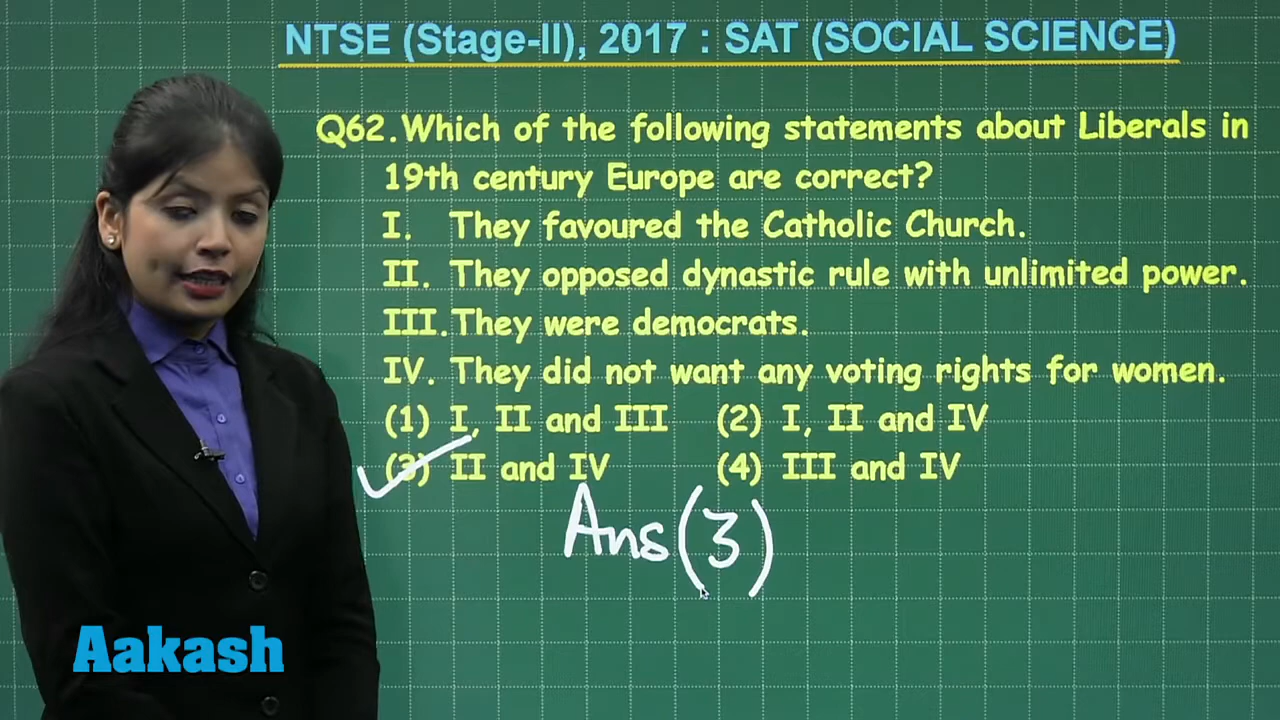 NTSE (Stage-II), 2017 : SAT (SOCIAL SCIENCE)
Q62.Which of the following statements about Liberals in
19th century Europe are correct?
I. They favoured the Catholic Church.
II. They opposed dynastic rule with unlimited power.
III.They were democrats.
IV. They did not want any voting rights for women.
(1) I, II and III (2) I, II and IV
(3) II and IV (4) III and IV
Ans (3)
Aakash